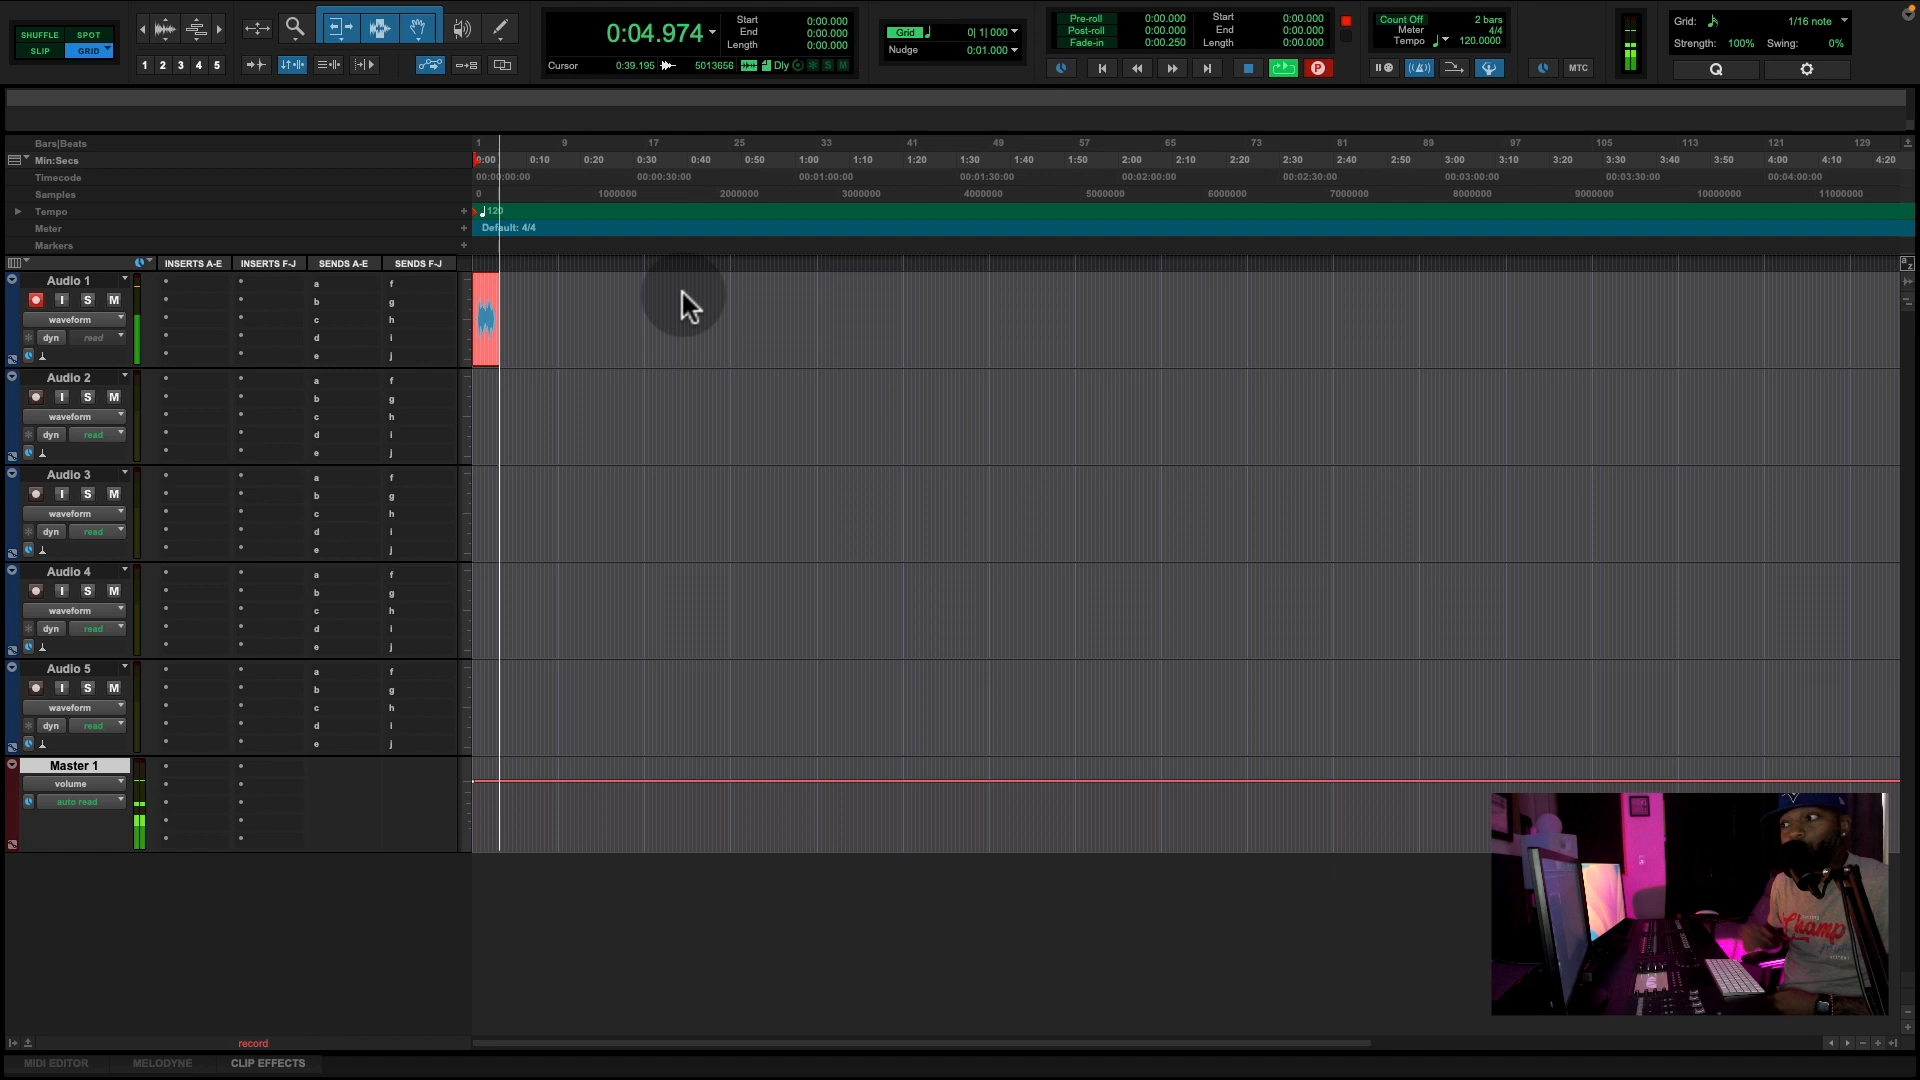 SHUFFLE SPOT
SLIP GRID
1 2 3 4 5
0:04.974
Start 0:00.000
End 0:00.000
Length 0:00.000
Cursor 0:39.195 5013656 Dly S M
Grid 0| 1| 000
Nudge 0:01.000
Pre-roll 0:00.000
Post-roll 0:00.000
Fade-in 0:00.250
Start 0:00.000
End 0:00.000
Length 0:00.000
P
Count Off 2 bars
Meter 4/4
Tempo 120.0000
MTC
Grid: 1/16 note
Strength: 100% Swing: 0%
Q
Bars|Beats 1 9 17 25 33 41 49 57 65 73 81 89 97 105 113 121 129
Min:Secs 0:00 0:10 0:20 0:30 0:40 0:50 1:00 1:10 1:20 1:30 1:40 1:50 2:00 2:10 2:20 2:30 2:40 2:50 3:00 3:10 3:20 3:30 3:40 3:50 4:00 4:10 4:20
Timecode 00:00:00:00 00:00:30:00 00:01:00:00 00:01:30:00 00:02:00:00 00:02:30:00 00:03:00:00 00:03:30:00 00:04:00:00
Samples 0 1000000 2000000 3000000 4000000 5000000 6000000 7000000 8000000 9000000 10000000 11000000
Tempo + 120
Meter + Default: 4/4
Markers +
INSERTS A-E INSERTS F-J SENDS A-E SENDS F-J
a z
Audio 1 a f
I S M b g
waveform c h
dyn read d i
e j
Audio 2 a f
I S M b g
waveform c h
dyn read d i
e j
Audio 3 a f
I S M b g
waveform c h
dyn read d i
e j
Audio 4 a f
I S M b g
waveform c h
dyn read d i
e j
Audio 5 a f
I S M b g
waveform c h
dyn read d i
e j
Master 1
volume
auto read
Champ
record
MIDI EDITOR MELODYNE CLIP EFFECTS